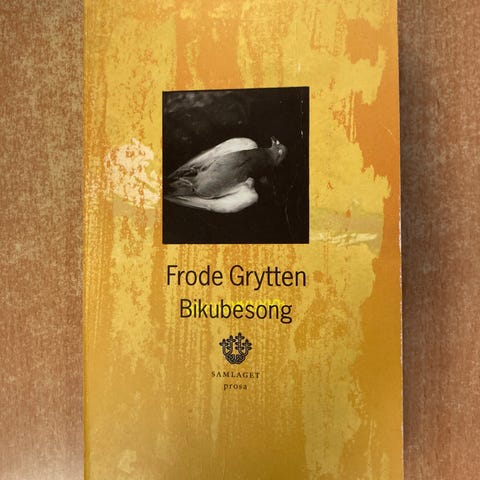 Frode Grytten
Bikubesong
SAMLAGET
prosa